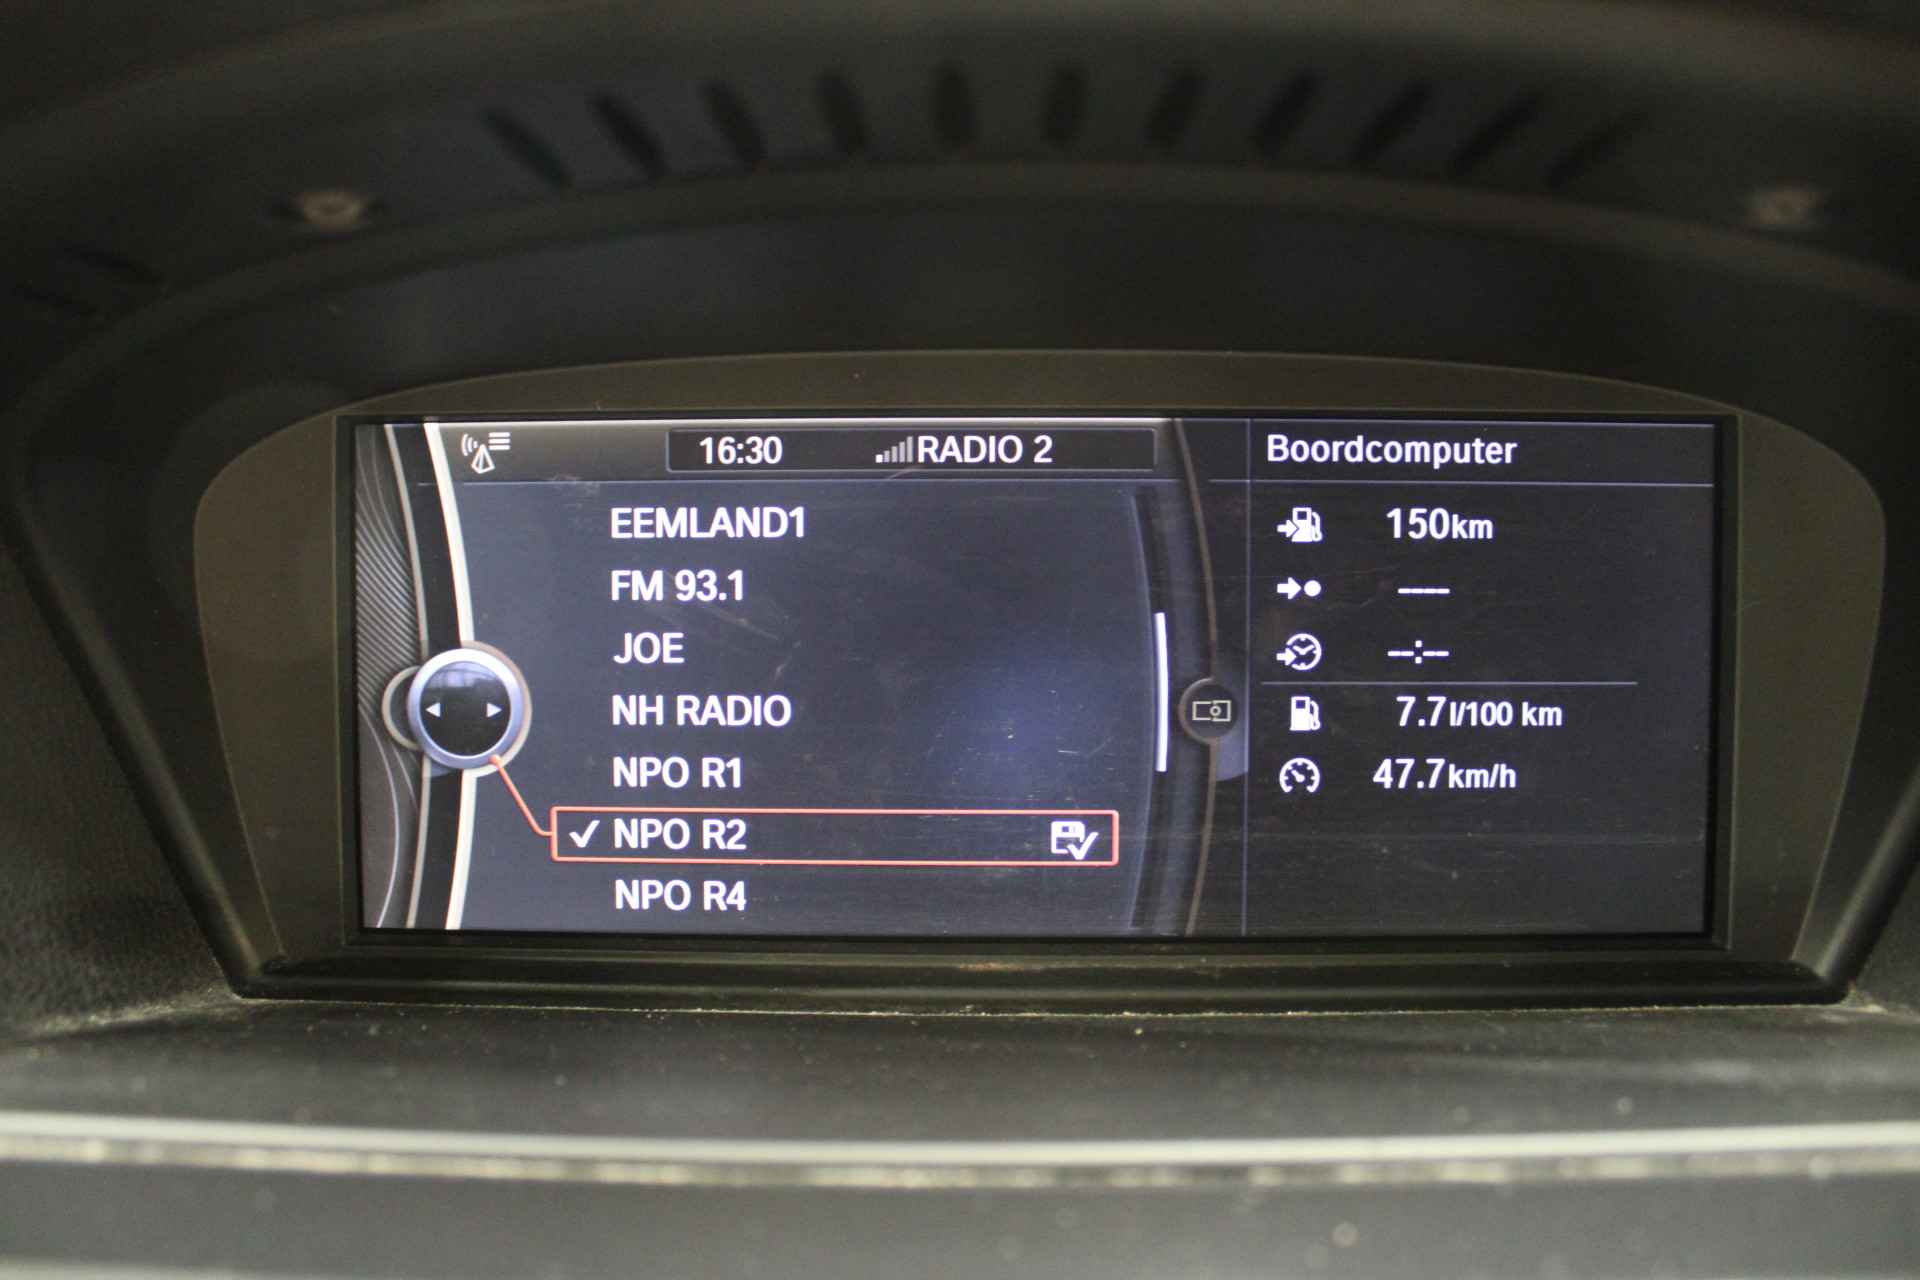 16:30 RADIO 2
EEMLAND1
FM 93.1
JOE
NH RADIO
NPO R1
NPO R2
NPO R4
Boordcomputer
150km
----
--:--
7.7l/100 km
47.7km/h